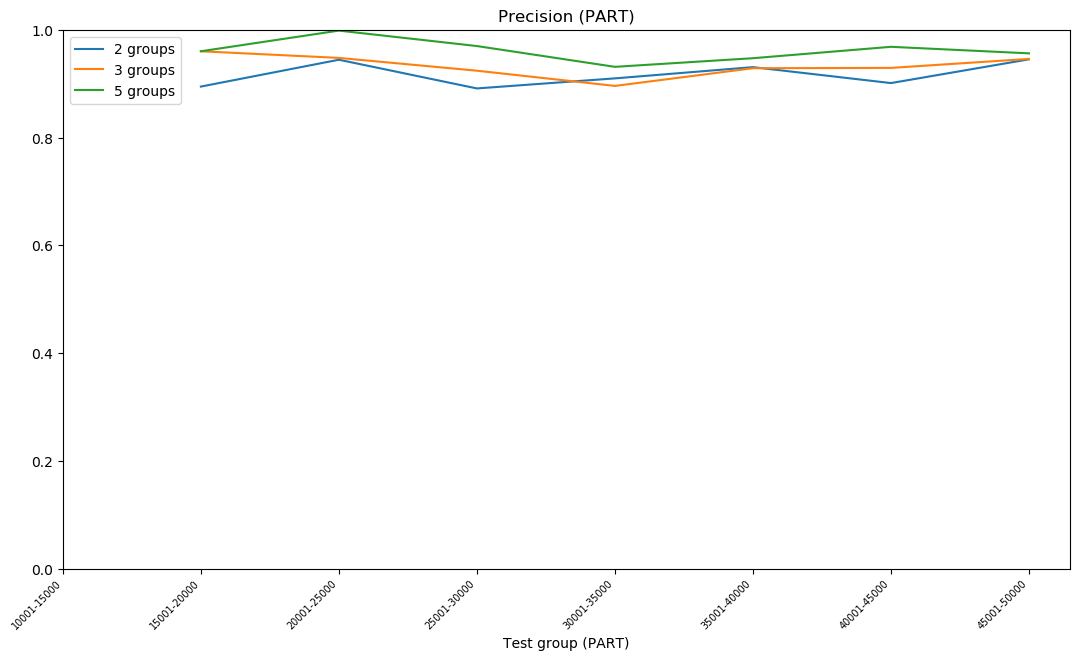 Precision (PART)
2 groups
3 groups
5 groups
1.0
0.8
0.6
0.4
0.2
0.0
10001-15000
15001-20000
20001-25000
25001-30000
30001-35000
35001-40000
40001-45000
45001-50000
Test group (PART)